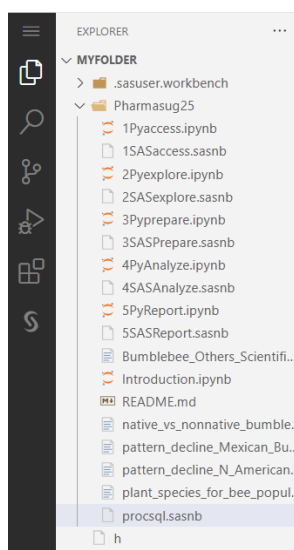 EXPLORER
MYFOLDER
.sasuser.workbench
Pharmasug25
1Pyaccess.ipynb
1SASaccess.sasnb
2Pyexplore.ipynb
2SASexplore.sasnb
3Pyprepare.ipynb
3SASPrepare.sasnb
4PyAnalyze.ipynb
4SASAnalyze.sasnb
5PyReport.ipynb
5SASReport.sasnb
Bumblebee_Others_Scientifi...
Introduction.ipynb
M↓ README.md
native_vs_nonnative_bumble...
pattern_decline_Mexican_Bu...
pattern_decline_N_American...
plant_species_for_bee_popul...
procsql.sasnb
h